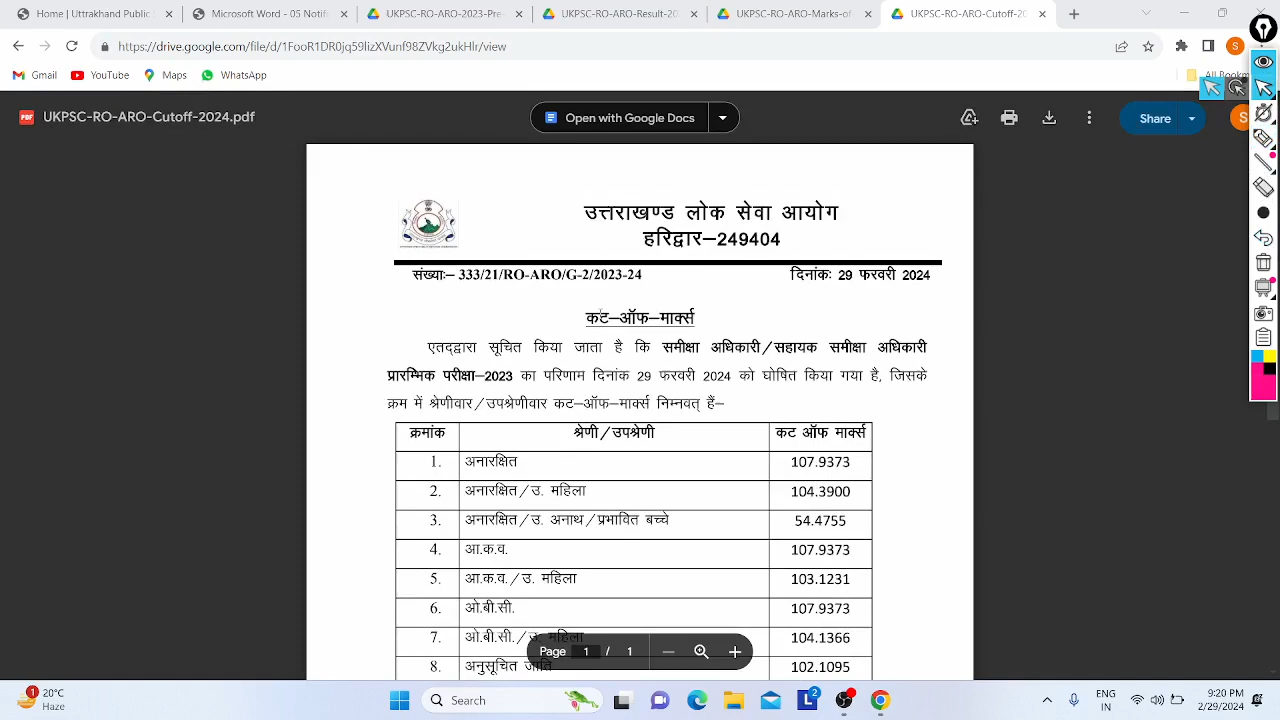 Home | Uttrakhand Public
Microsoft Word - 05 Notifi
UKPSC-RO-ARO-2023-Pre-
UKPSC-RO-ARO-Result-20
UKPSC-RO-ARO-Marks-of
UKPSC-RO-ARO-Cutoff-20
https://drive.google.com/file/d/1FooR1DR0jq59lizXVunf98ZVkg2ukHlr/view
S
Gmail YouTube Maps WhatsApp All Bookm
PDF UKPSC-RO-ARO-Cutoff-2024.pdf Open with Google Docs Share S
उत्तराखण्ड लोक सेवा आयोग
हरिद्वार–249404
संख्याः– 333/21/RO-ARO/G-2/2023-24 दिनांकः 29 फरवरी 2024
कट–ऑफ–मार्क्स
एतद्द्वारा सूचित किया जाता है कि समीक्षा अधिकारी/सहायक समीक्षा अधिकारी
प्रारम्भिक परीक्षा–2023 का परिणाम दिनांक 29 फरवरी 2024 को घोषित किया गया है, जिसके
क्रम में श्रेणीवार/उपश्रेणीवार कट–ऑफ–मार्क्स निम्नवत् हैं–
क्रमांक श्रेणी/उपश्रेणी कट ऑफ मार्क्स
1. अनारक्षित 107.9373
2. अनारक्षित/उ. महिला 104.3900
3. अनारक्षित/उ. अनाथ/प्रभावित बच्चे 54.4755
4. आ.क.व. 107.9373
5. आ.क.व./उ. महिला 103.1231
6. ओ.बी.सी. 107.9373
7. ओ.बी.सी./उ. महिला 104.1366
Page 1 / 1
8. अनुसूचित जाति 102.1095
1 20°C
Haze
Search
L 2
ENG
IN
9:20 PM
2/29/2024